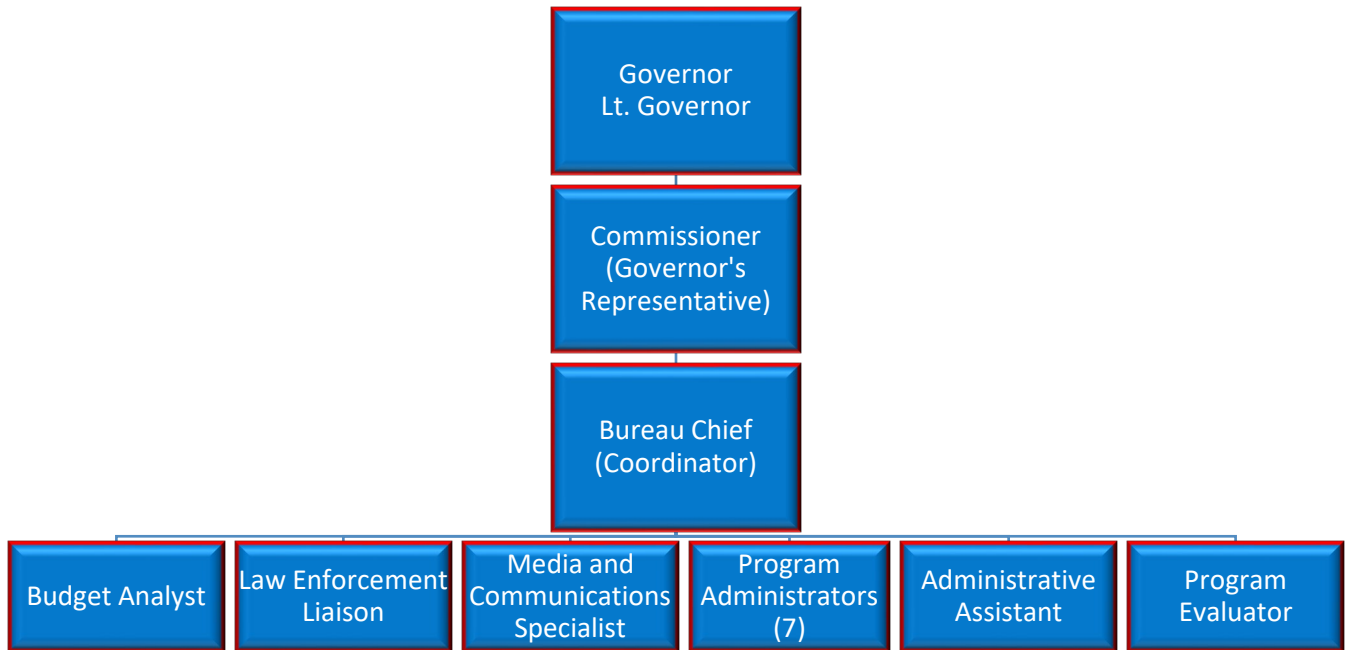 Governor
Lt. Governor
Commissioner
(Governor's
Representative)
Bureau Chief
(Coordinator)
Budget Analyst
Law Enforcement
Liaison
Media and
Communications
Specialist
Program
Administrators
(7)
Administrative
Assistant
Program
Evaluator